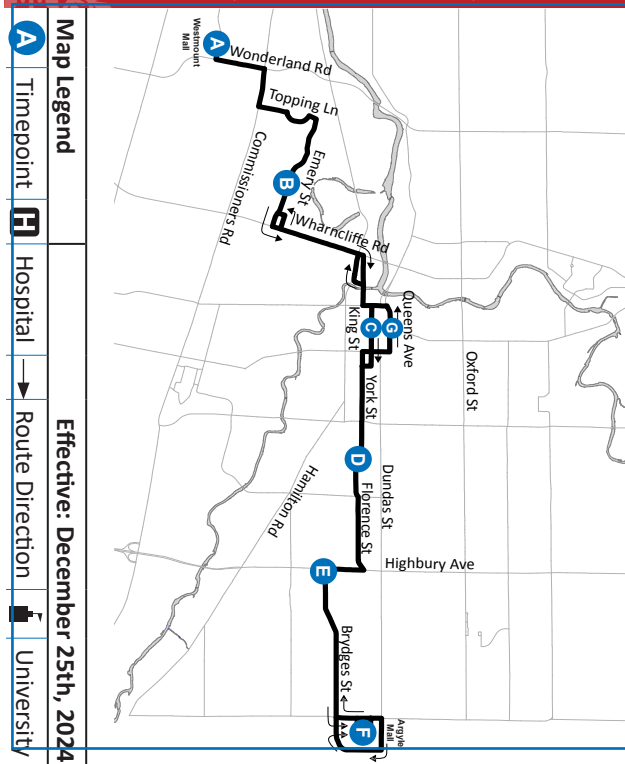 A
Westmount
Mall
Wonderland Rd
Topping Ln
Commissioners Rd
Emery St
B
Wharncliffe Rd
Queens Ave
G
C
King St
Oxford St
York St
D
Dundas St
Florence St
Hamilton Rd
Highbury Ave
E
Brydges St
Argyle
Mall
F
Map Legend
Effective: December 25th, 2024
A Timepoint H Hospital Route Direction University